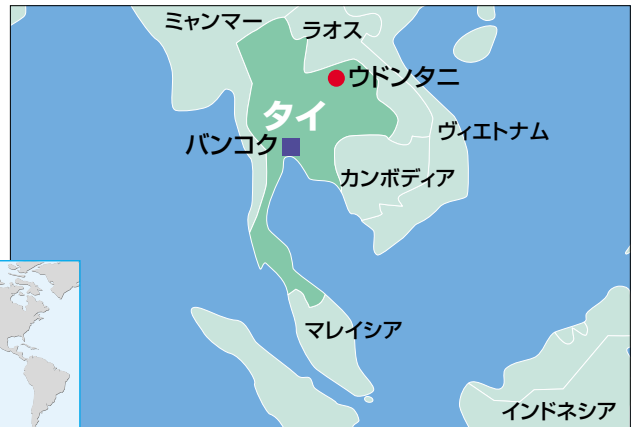 ミャンマー
ラオス
ウドンタニ
タイ
バンコク
ヴィエトナム
カンボディア
マレイシア
インドネシア